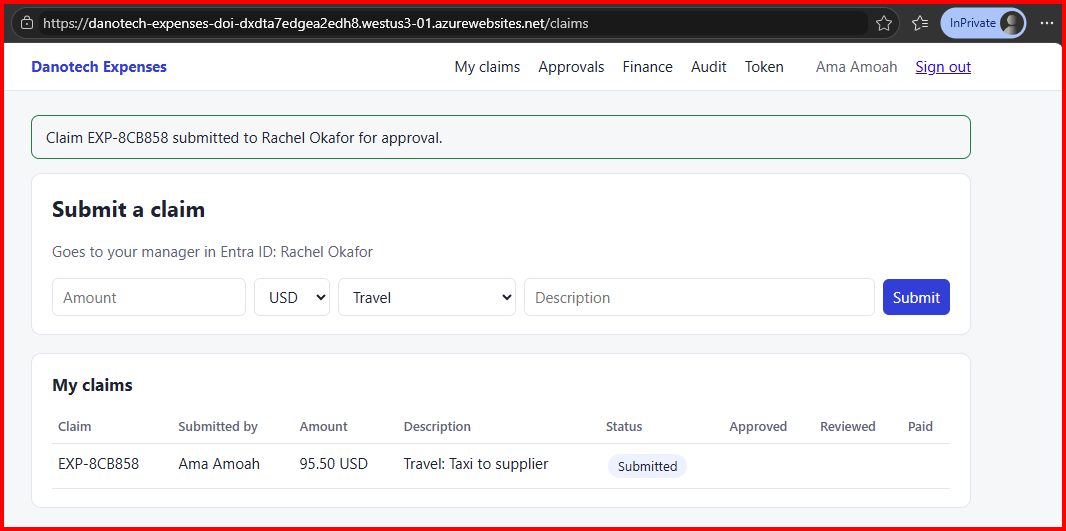 https://danotech-expenses-doi-dxdta7edgea2edh8.westus3-01.azurewebsites.net/claims
InPrivate
Danotech Expenses My claims Approvals Finance Audit Token Ama Amoah Sign out
Claim EXP-8CB858 submitted to Rachel Okafor for approval.
Submit a claim
Goes to your manager in Entra ID: Rachel Okafor
Amount USD Travel Description Submit
My claims
Claim Submitted by Amount Description Status Approved Reviewed Paid
EXP-8CB858 Ama Amoah 95.50 USD Travel: Taxi to supplier Submitted